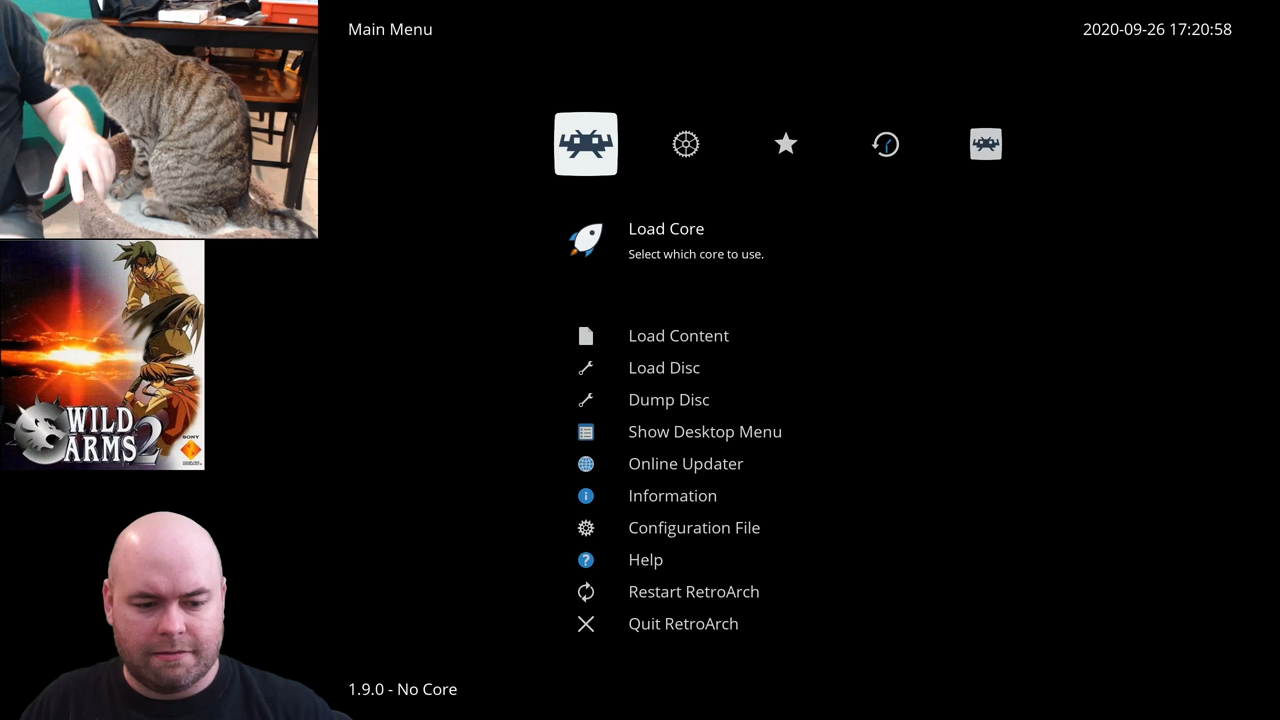 Main Menu
2020-09-26 17:20:58
Load Core
Select which core to use.
Load Content
Load Disc
Dump Disc
Show Desktop Menu
Online Updater
Information
Configuration File
Help
Restart RetroArch
Quit RetroArch
1.9.0 - No Core
WILD
ARMS 2
SONY